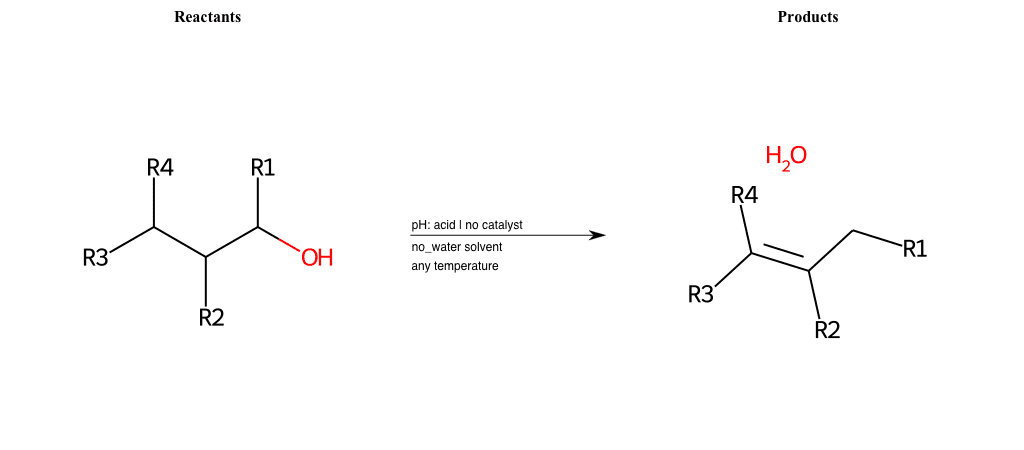 Reactants
Products
R4
R1
R3
OH
R2
pH: acid | no catalyst
no_water solvent
any temperature
H2O
R4
R1
R3
R2